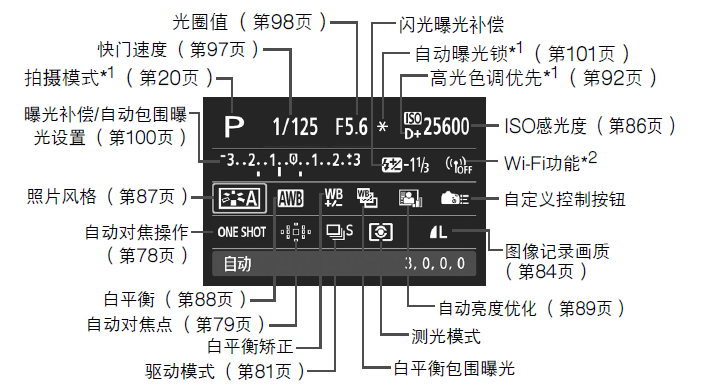 光圈值（第98页）
闪光曝光补偿
快门速度（第97页）
自动曝光锁*1（第101页）
拍摄模式*1（第20页）
高光色调优先*1（第92页）
曝光补偿/自动包围曝
光设置（第100页）
P 1/125 F5.6 * ISO D+ 25600
ISO感光度（第86页）
-3..2..1..0..1..2..+3 -1 1/3 OFF
Wi-Fi功能*2
照片风格（第87页）
A AWB WB +/- WB
自定义控制按钮
自动对焦操作
（第78页）
ONE SHOT S L
图像记录画质
（第84页）
自动 3, 0, 0, 0
白平衡（第88页）
自动亮度优化（第89页）
自动对焦点（第79页）
测光模式
白平衡矫正
驱动模式（第81页）
白平衡包围曝光